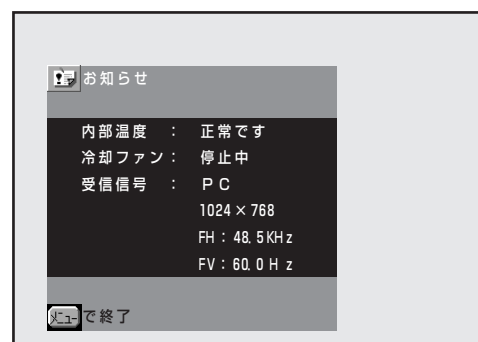 お知らせ
内部温度 : 正常です
冷却ファン : 停止中
受信信号 : PC
1024×768
FH : 48.5KHz
FV : 60.0Hz
メニューで終了